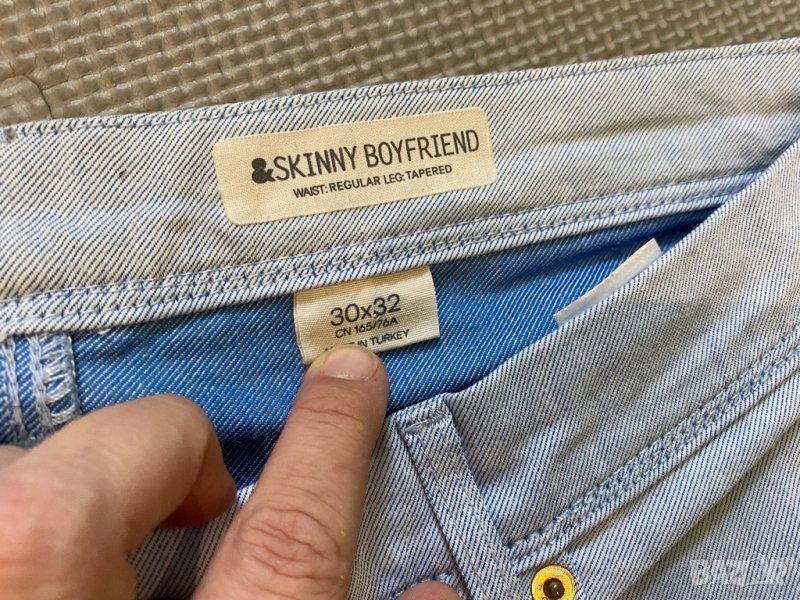 &SKINNY BOYFRIEND
WAIST: REGULAR LEG: TAPERED
30x32
CN 165/76A
IN TURKEY